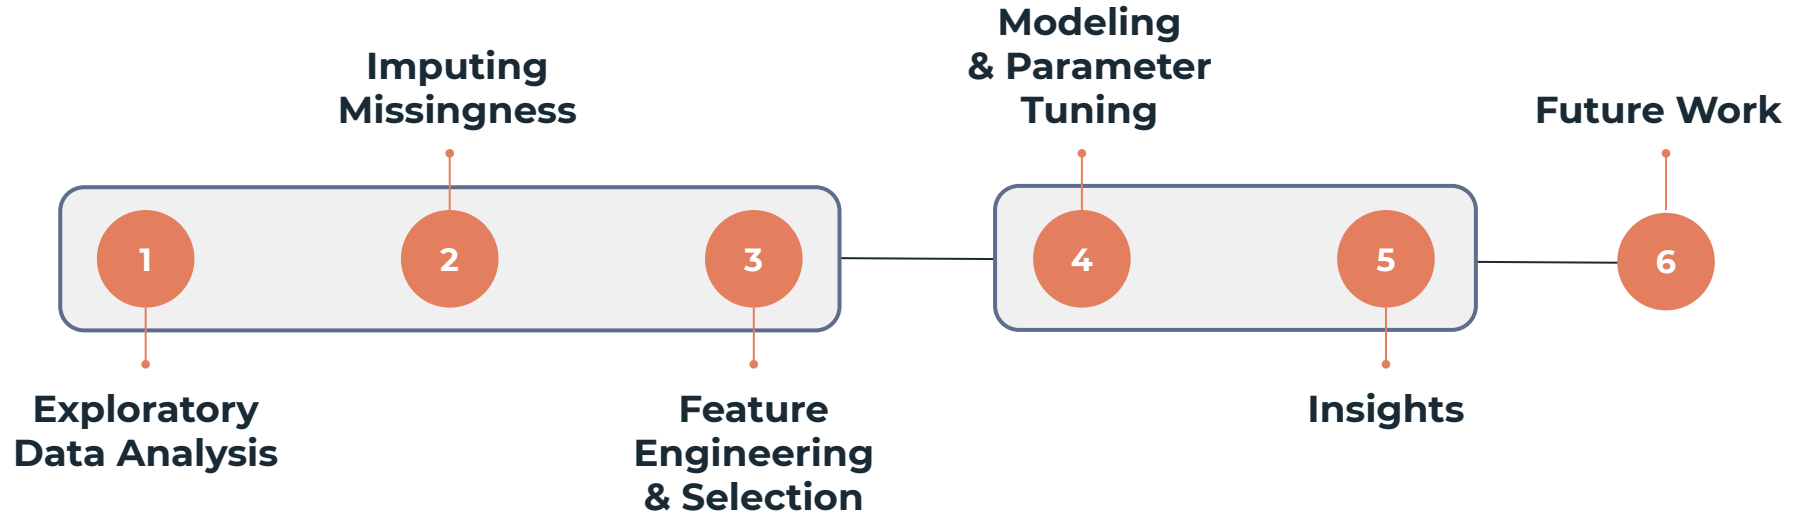 1
Exploratory
Data Analysis
Imputing
Missingness
2
3
Feature
Engineering
& Selection
Modeling
& Parameter
Tuning
4
5
Insights
Future Work
6